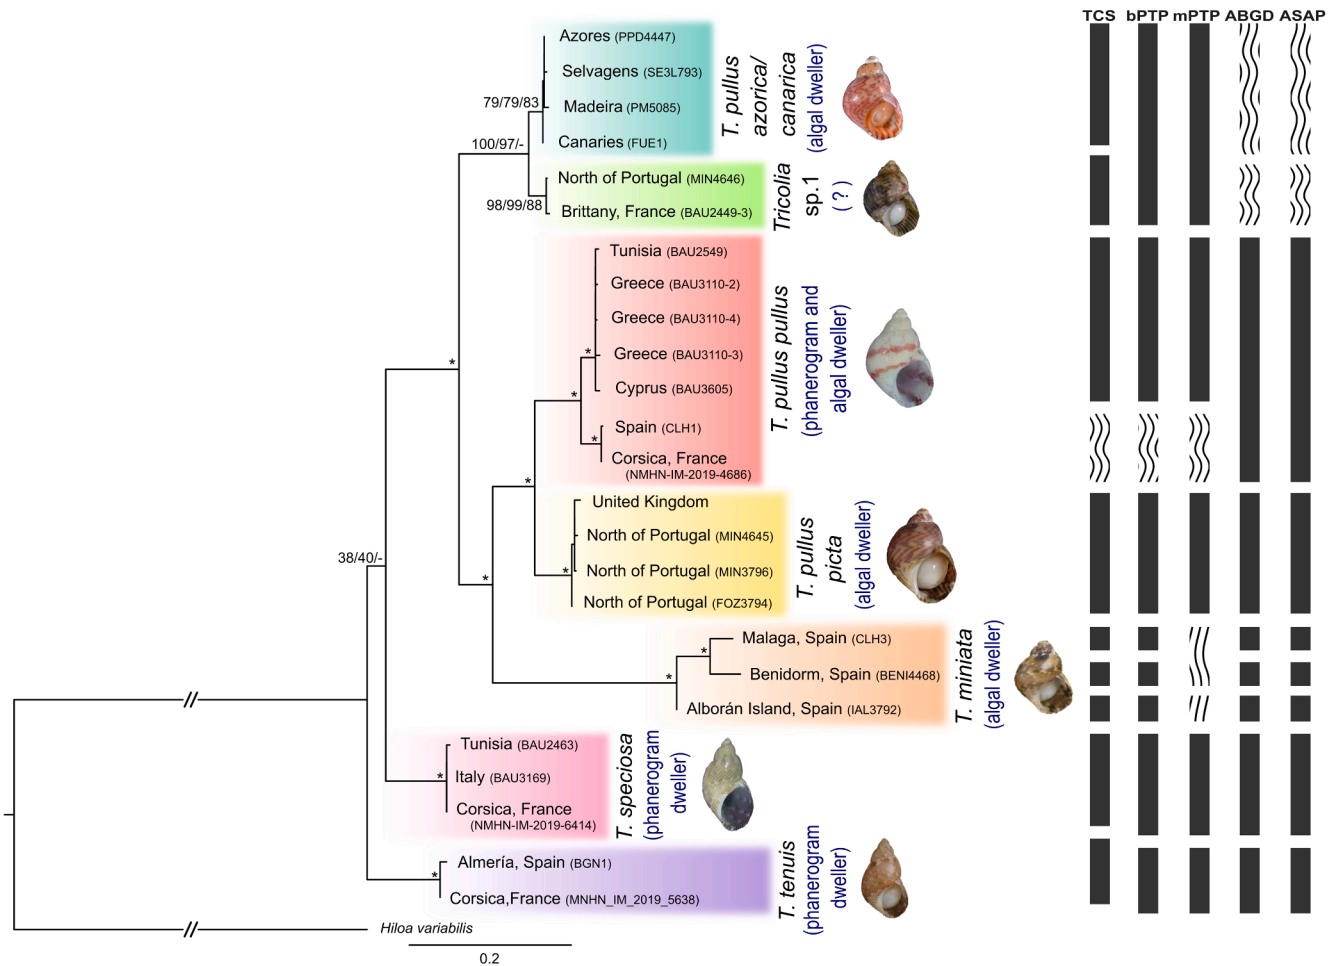 TCS bPTP mPTP ABGD ASAP
Azores (PPD4447)
Selvagens (SE3L793)
79/79/83
Madeira (PM5085)
100/97/-
Canaries (FUE1)
T. pullus
azorica/
canarica
(algal dweller)
North of Portugal (MIN4646)
98/99/88
Brittany, France (BAU2449-3)
Tricolia
sp.1
( ? )
Tunisia (BAU2549)
Greece (BAU3110-2)
Greece (BAU3110-4)
*
Greece (BAU3110-3)
*
Cyprus (BAU3605)
*
Spain (CLH1)
*
Corsica, France
(NMHN-IM-2019-4686)
T. pullus pullus
(phanerogram and
algal dweller)
*
United Kingdom
North of Portugal (MIN4645)
38/40/-
*
North of Portugal (MIN3796)
*
North of Portugal (FOZ3794)
T. pullus
picta
(algal dweller)
Malaga, Spain (CLH3)
*
Benidorm, Spain (BENI4468)
*
Alborán Island, Spain (IAL3792)
T. miniata
(algal dweller)
//
Tunisia (BAU2463)
*
Italy (BAU3169)
Corsica, France
(NMHN-IM-2019-6414)
T. speciosa
(phanerogram
dweller)
Almería, Spain (BGN1)
*
Corsica,France (MNHN_IM_2019_5638)
T. tenuis
(phanerogram
dweller)
//
Hiloa variabilis
0.2